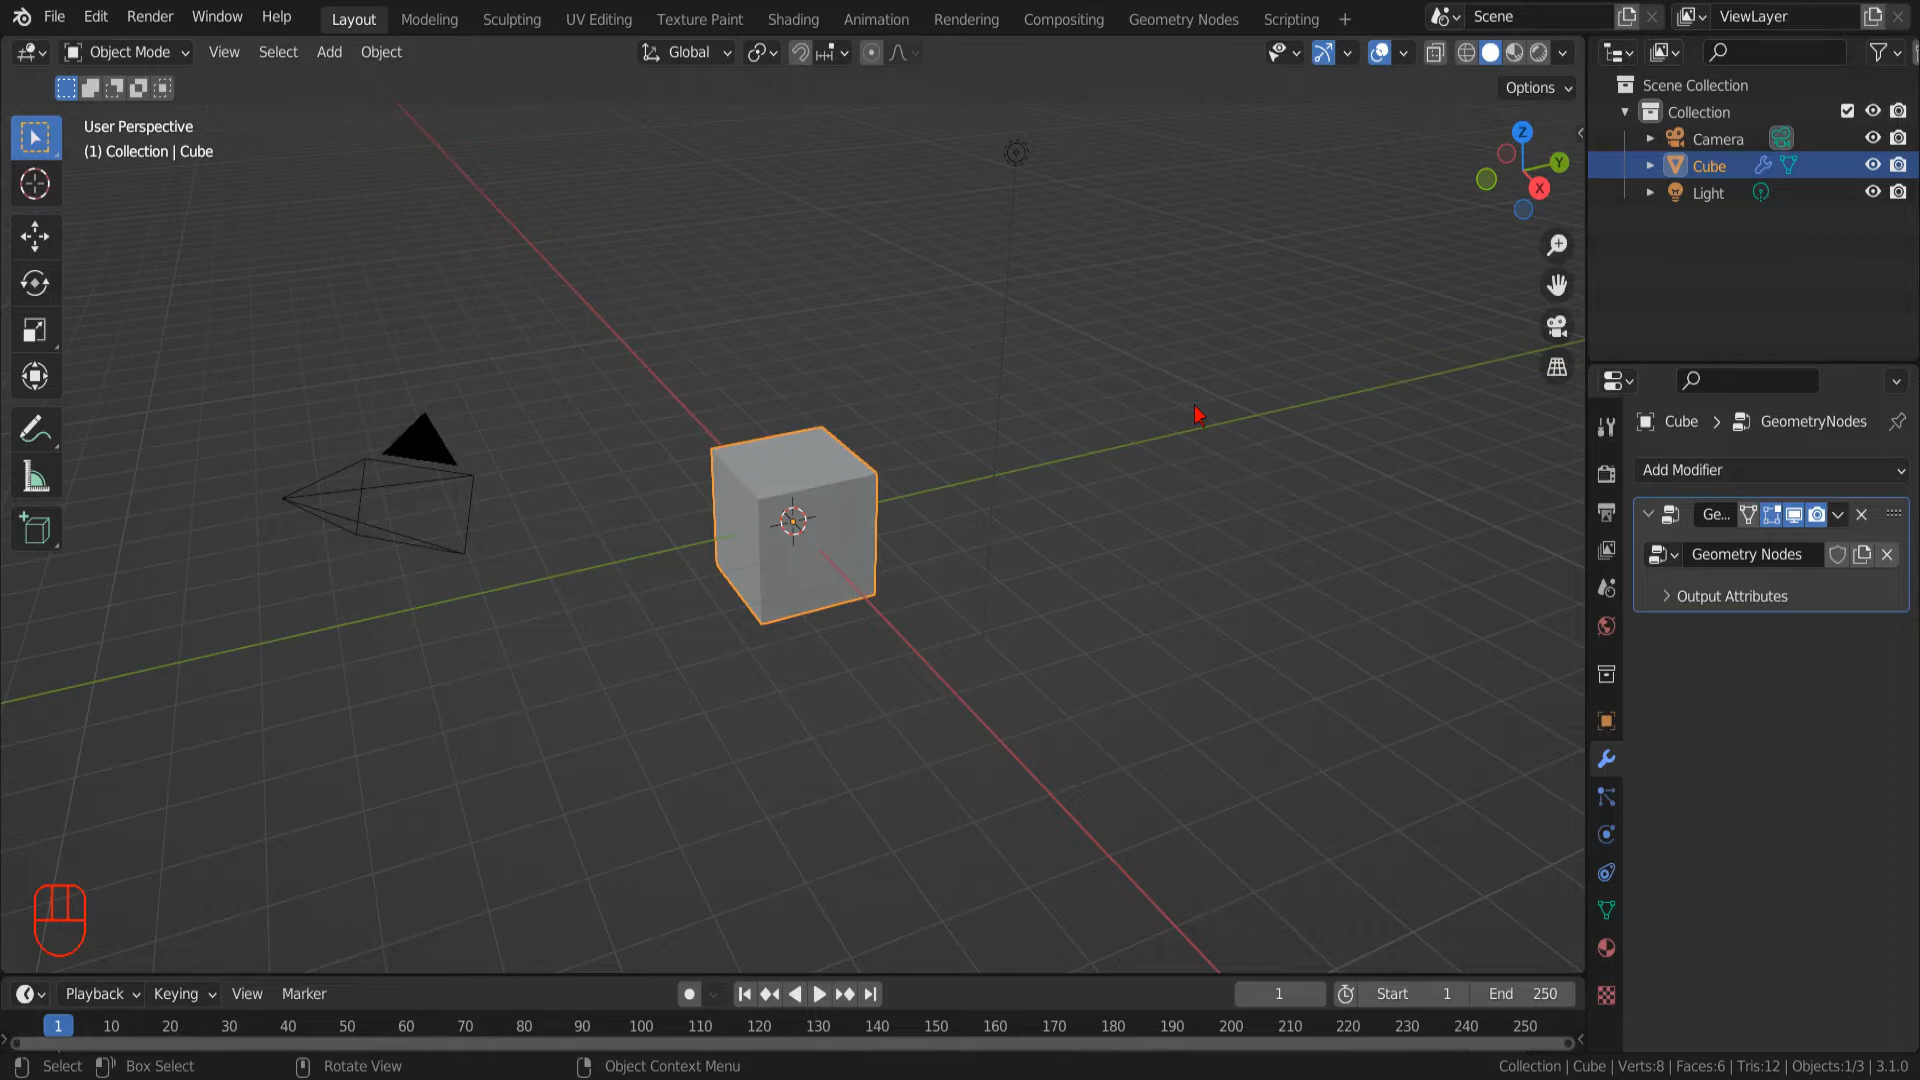 File Edit Render Window Help Layout Modeling Sculpting UV Editing Texture Paint Shading Animation Rendering Compositing Geometry Nodes Scripting + Scene ViewLayer
Object Mode View Select Add Object Global
Options
User Perspective
(1) Collection | Cube
Z
Y
X
Scene Collection
Collection
Camera
Cube
Light
Cube > GeometryNodes
Add Modifier
Ge...
Geometry Nodes
Output Attributes
Playback Keying View Marker 1 Start 1 End 250
1 10 20 30 40 50 60 70 80 90 100 110 120 130 140 150 160 170 180 190 200 210 220 230 240 250
Select Box Select Rotate View Object Context Menu Collection | Cube | Verts:8 | Faces:6 | Tris:12 | Objects:1/3 | 3.1.0